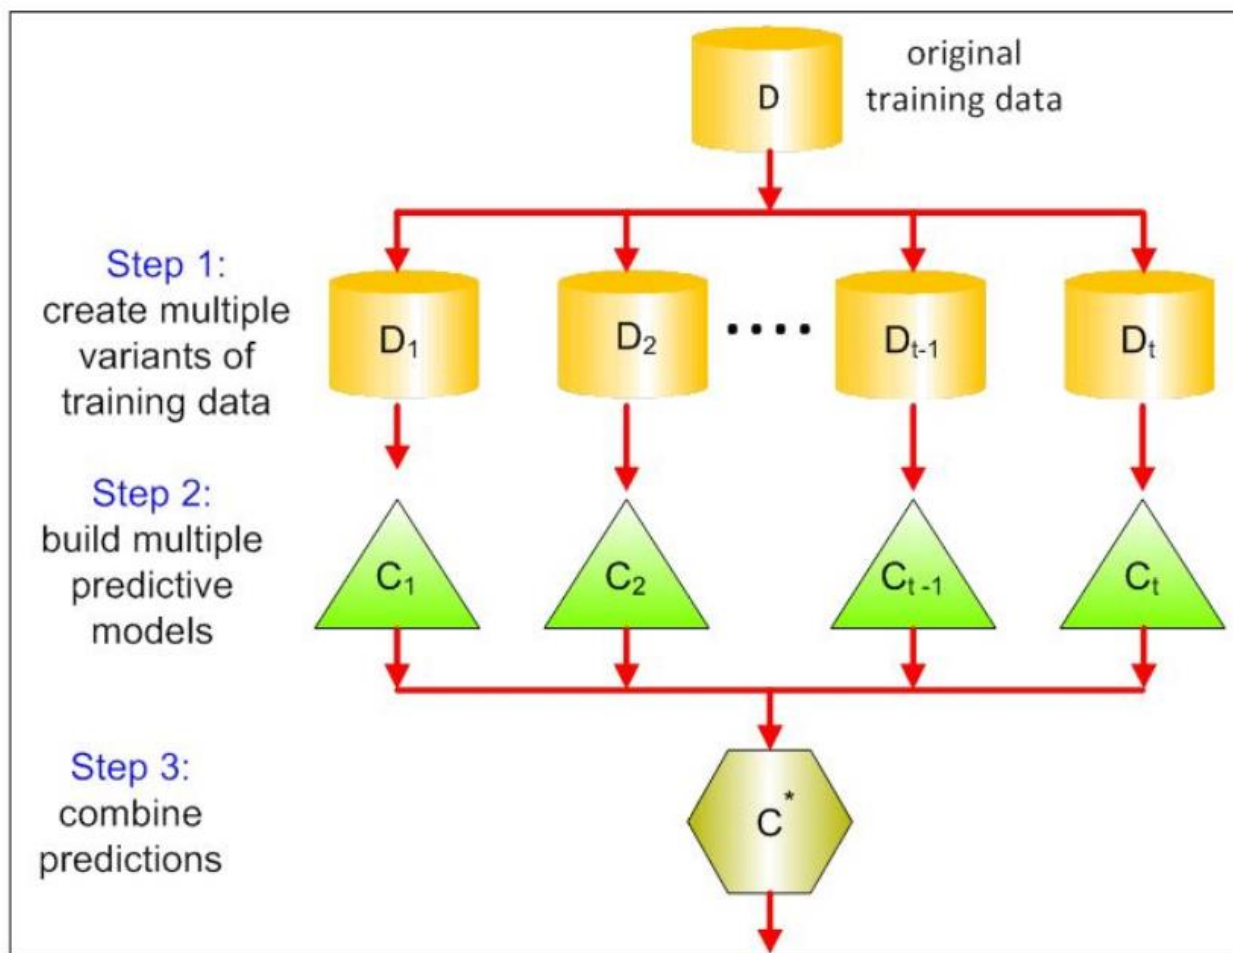 D
original
training data
Step 1:
create multiple
variants of
training data
D₁
D₂
....
Dₜ₋₁
Dₜ
Step 2:
build multiple
predictive
models
C₁
C₂
Cₜ₋₁
Cₜ
Step 3:
combine
predictions
C*